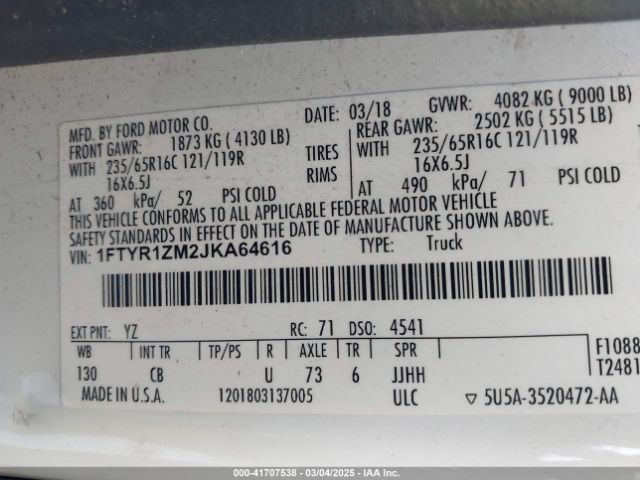 DATE: 03/18 GVWR: 4082 KG ( 9000 LB)
MFD. BY FORD MOTOR CO.
FRONT GAWR: 1873 KG ( 4130 LB) REAR GAWR: 2502 KG ( 5515 LB)
WITH 235/65R16C 121/119R TIRES WITH 235/65R16C 121/119R
16X6.5J RIMS 16X6.5J
AT 360 kPa/ 52 PSI COLD AT 490 kPa/ 71 PSI COLD
THIS VEHICLE CONFORMS TO ALL APPLICABLE FEDERAL MOTOR VEHICLE
SAFETY STANDARDS IN EFFECT ON THE DATE OF MANUFACTURE SHOWN ABOVE.
VIN: 1FTYR1ZM2JKA64616 TYPE: Truck
EXT PNT: YZ RC: 71 DSO: 4541
WB INT TR TP/PS R AXLE TR SPR F1088
130 CB U 73 6 JJHH T2481
MADE IN U.S.A. 1201803137005 ULC ▽ 5U5A-3520472-AA
000-41707538 - 03/04/2025 - IAA Inc.